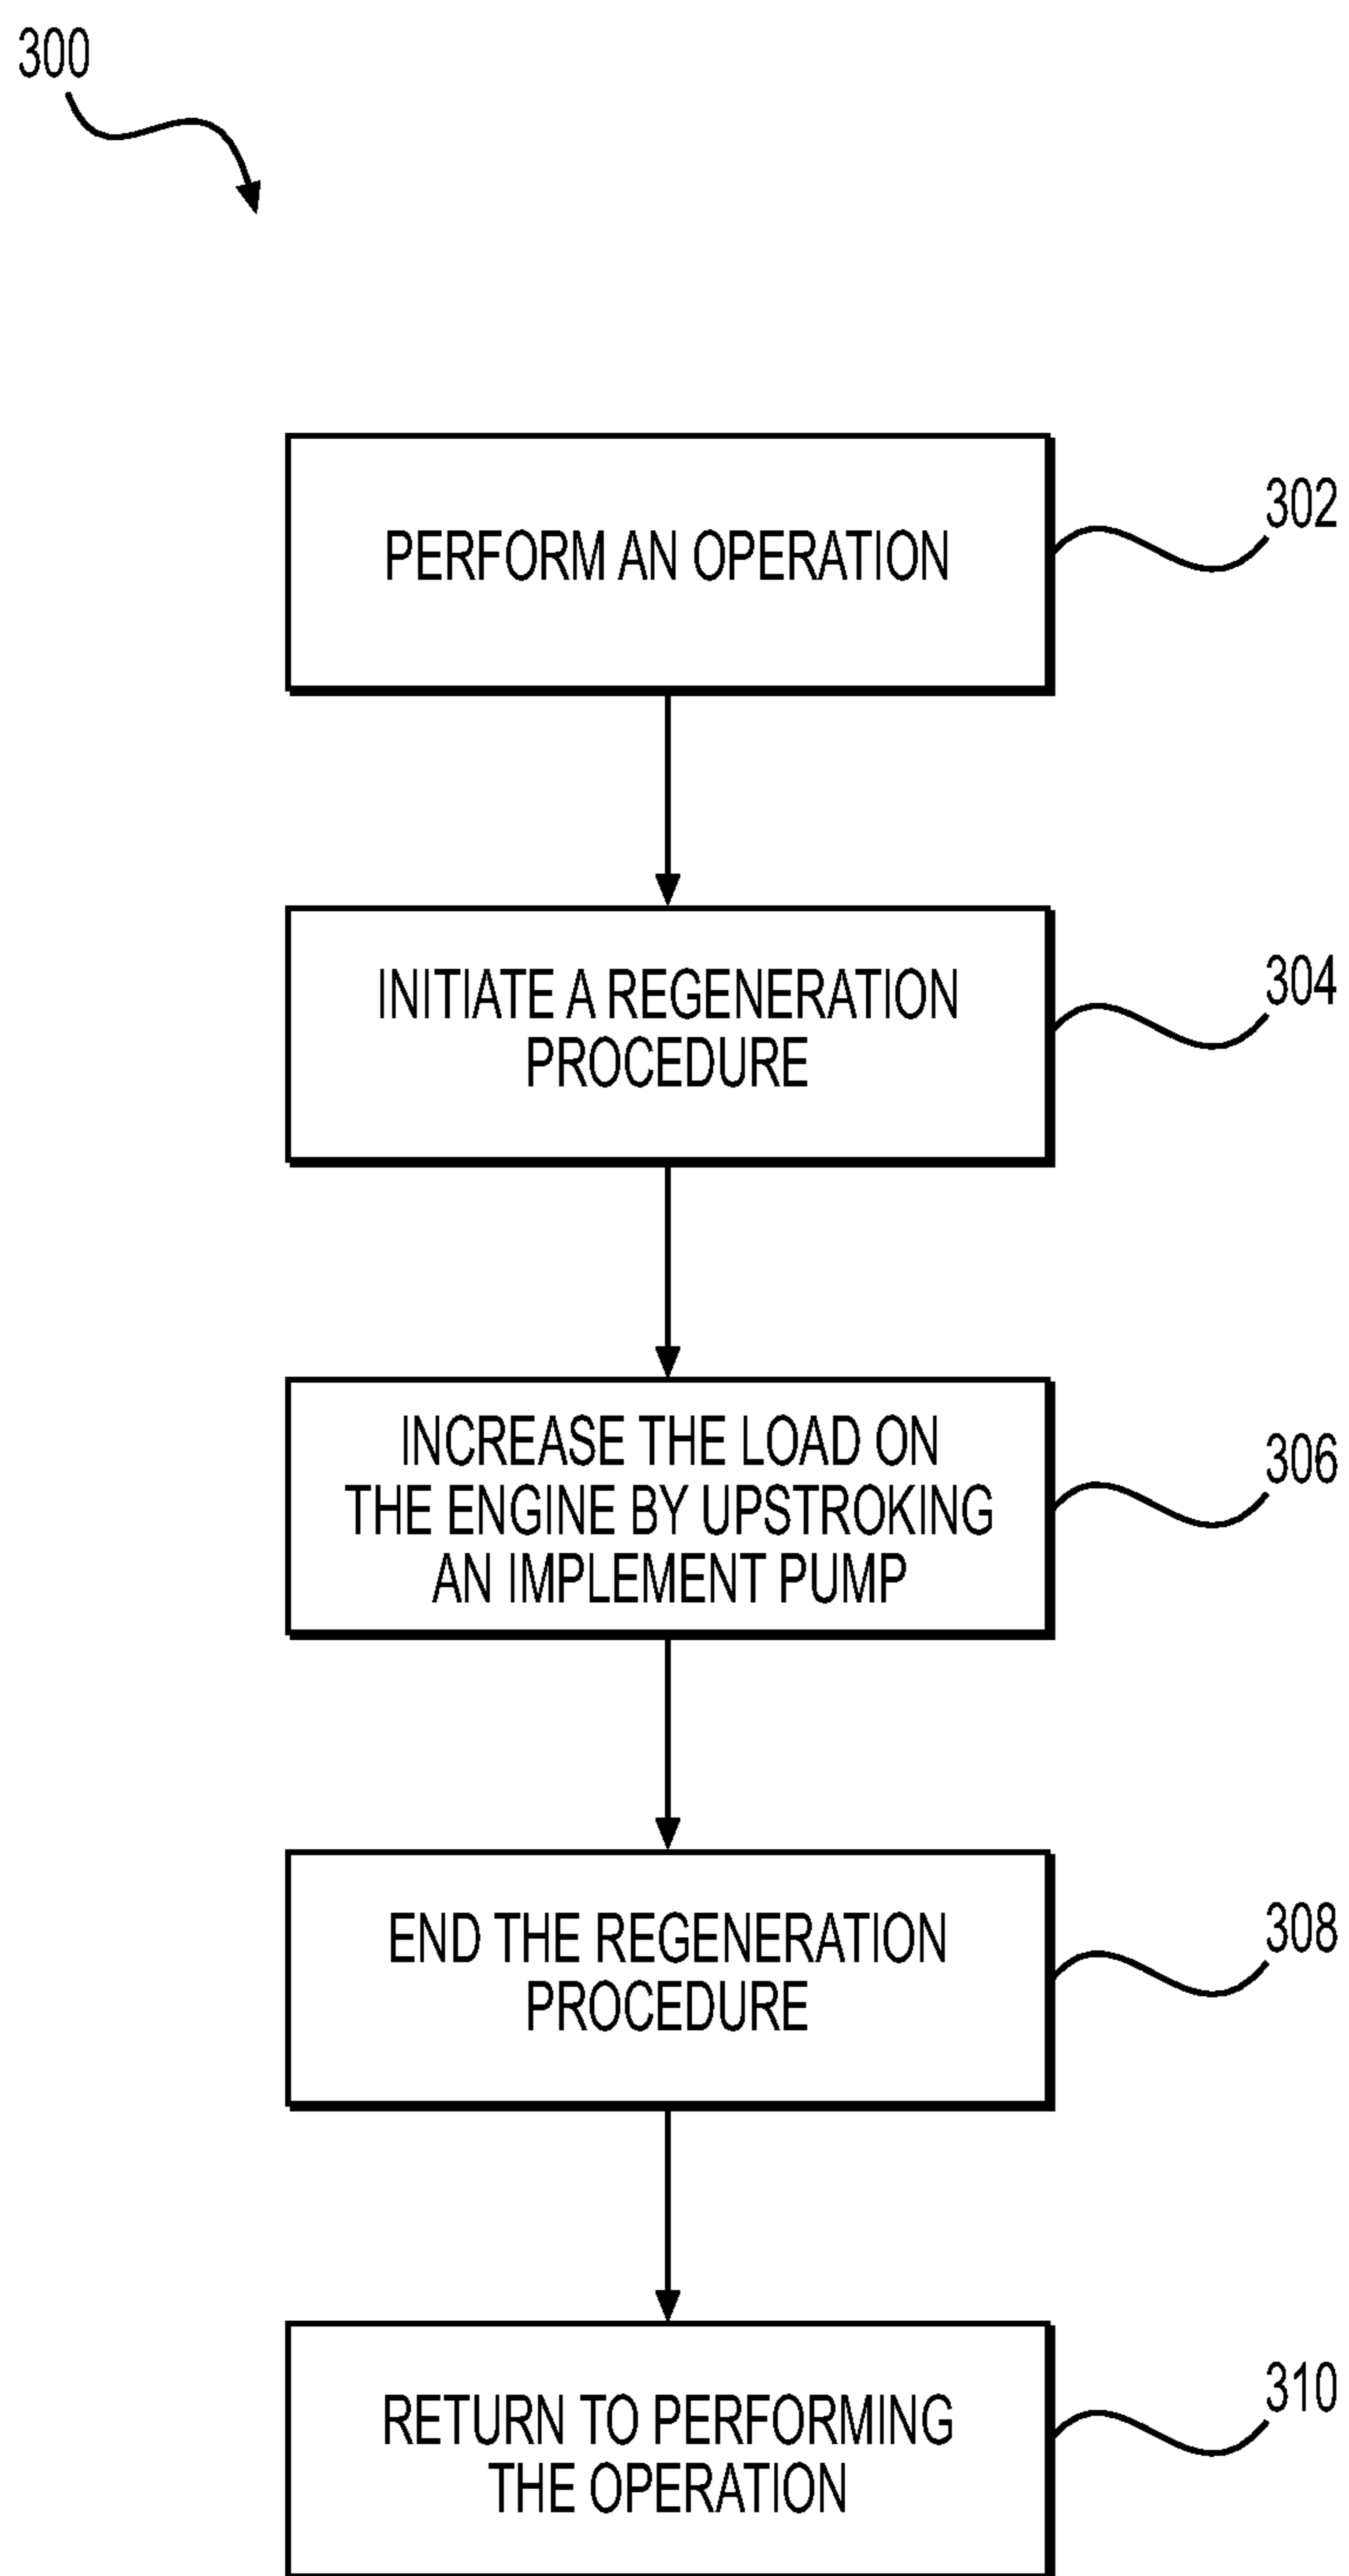 300
PERFORM AN OPERATION
302
INITIATE A REGENERATION
PROCEDURE
304
INCREASE THE LOAD ON
THE ENGINE BY UPSTROKING
AN IMPLEMENT PUMP
306
END THE REGENERATION
PROCEDURE
308
RETURN TO PERFORMING
THE OPERATION
310